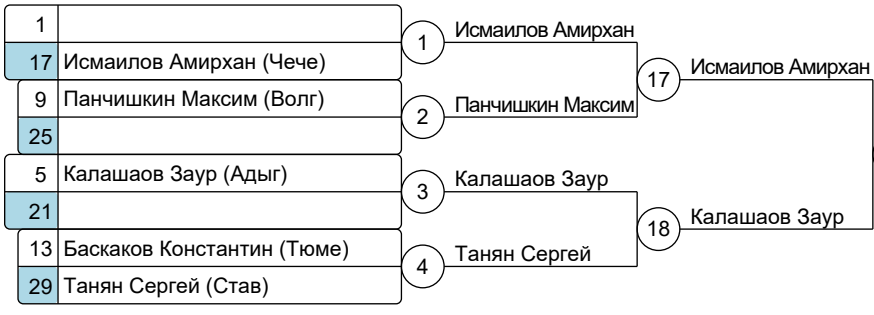 1
17 Исмаилов Амирхан (Чече)
9 Панчишкин Максим (Волг)
25
5 Калашаов Заур (Адыг)
21
13 Баскаков Константин (Тюме)
29 Танян Сергей (Став)
1 Исмаилов Амирхан
2 Панчишкин Максим
3 Калашаов Заур
4 Танян Сергей
17 Исмаилов Амирхан
18 Калашаов Заур